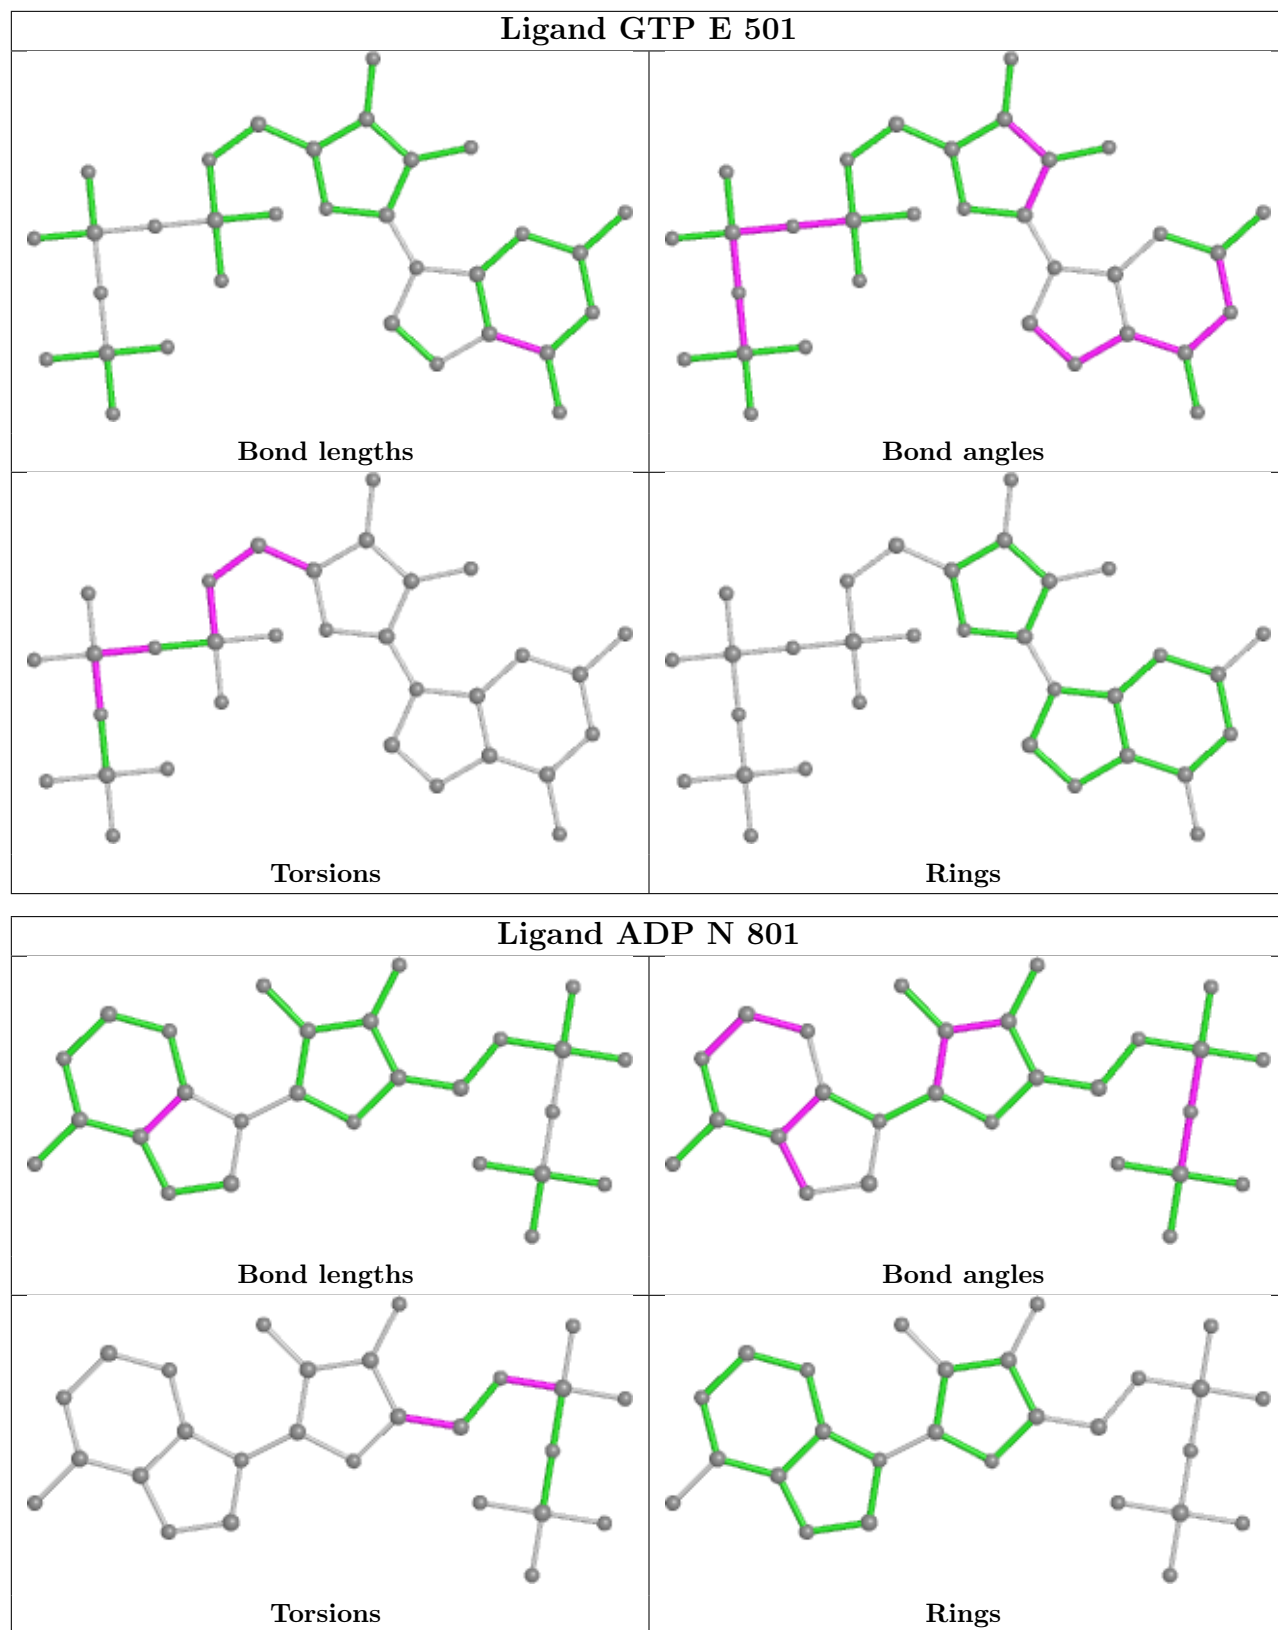 Ligand GTP E 501
Bond lengths
Bond angles
Torsions
Rings
Ligand ADP N 801
Bond lengths
Bond angles
Torsions
Rings